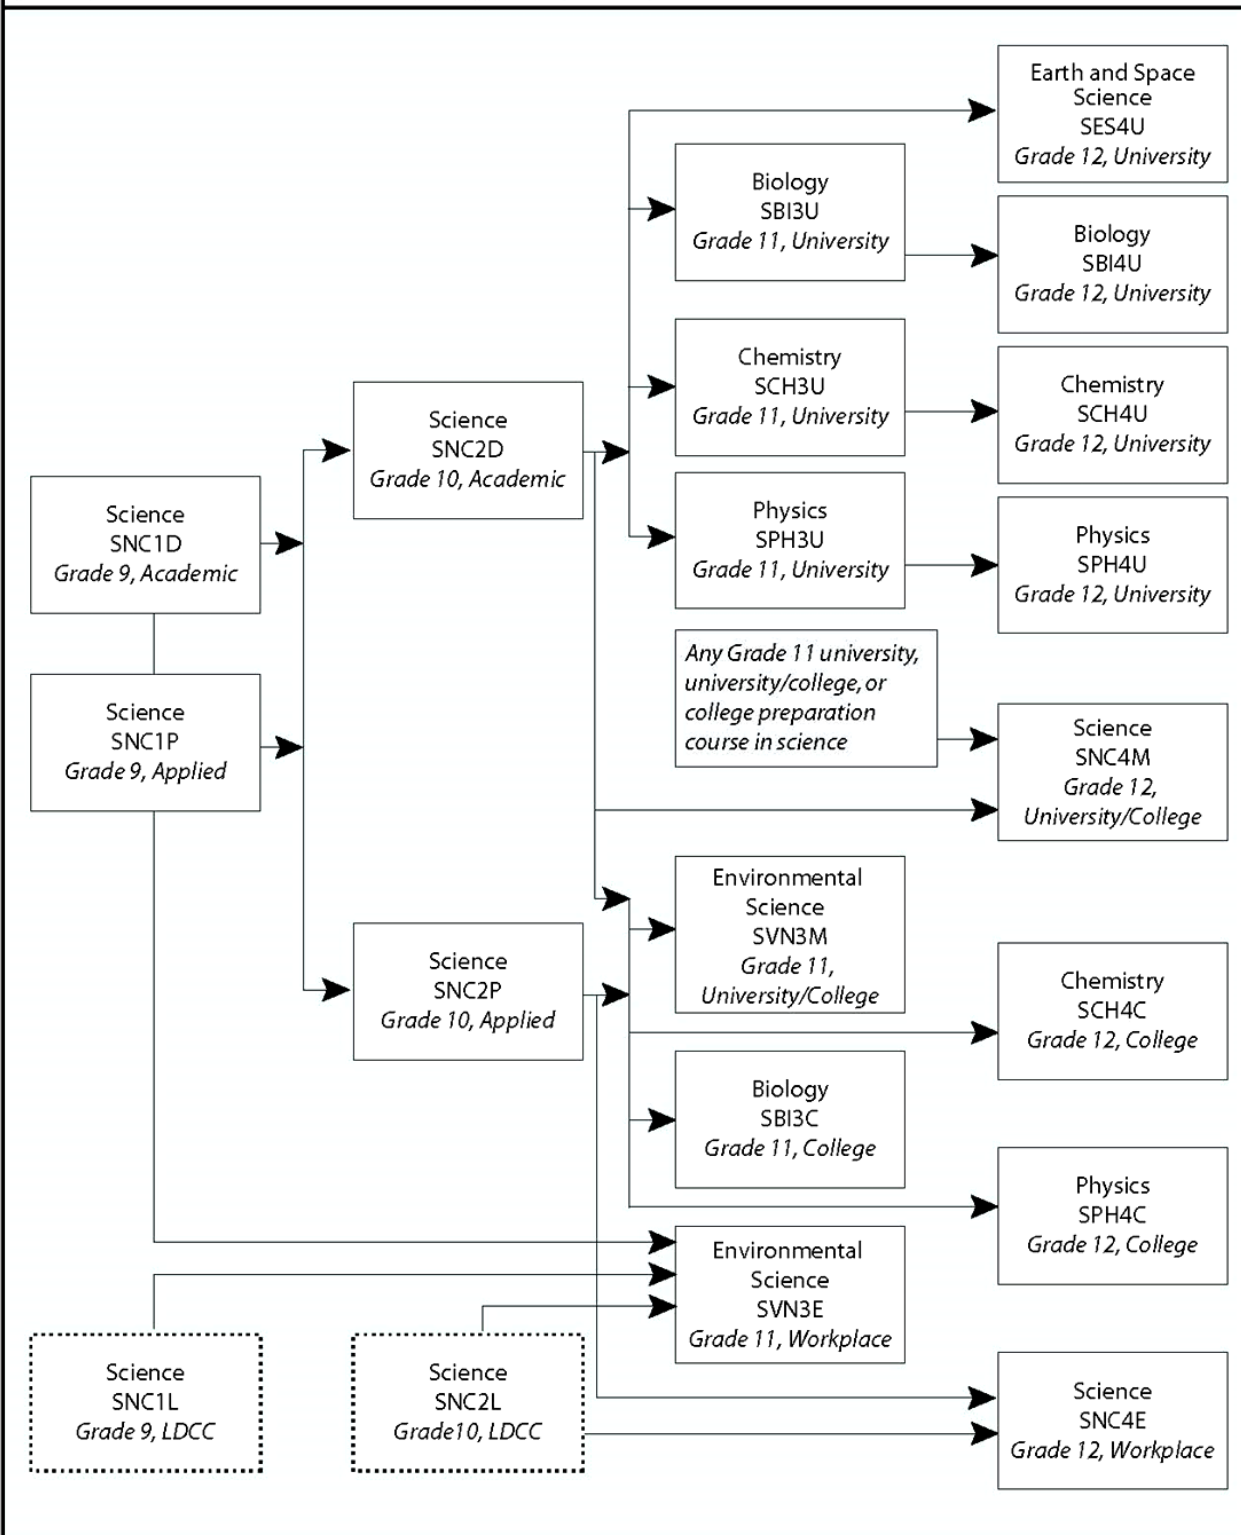 Earth and Space
Science
SES4U
Grade 12, University
Biology
SBI3U
Grade 11, University
Biology
SBI4U
Grade 12, University
Chemistry
SCH3U
Grade 11, University
Chemistry
SCH4U
Grade 12, University
Science
SNC2D
Grade 10, Academic
Science
SNC1D
Grade 9, Academic
Physics
SPH3U
Grade 11, University
Physics
SPH4U
Grade 12, University
Any Grade 11 university,
university/college, or
college preparation
course in science
Science
SNC1P
Grade 9, Applied
Science
SNC4M
Grade 12,
University/College
Environmental
Science
SVN3M
Grade 11,
University/College
Science
SNC2P
Grade 10, Applied
Chemistry
SCH4C
Grade 12, College
Biology
SBI3C
Grade 11, College
Physics
SPH4C
Grade 12, College
Environmental
Science
SVN3E
Grade 11, Workplace
Science
SNC1L
Grade 9, LDCC
Science
SNC2L
Grade10, LDCC
Science
SNC4E
Grade 12, Workplace